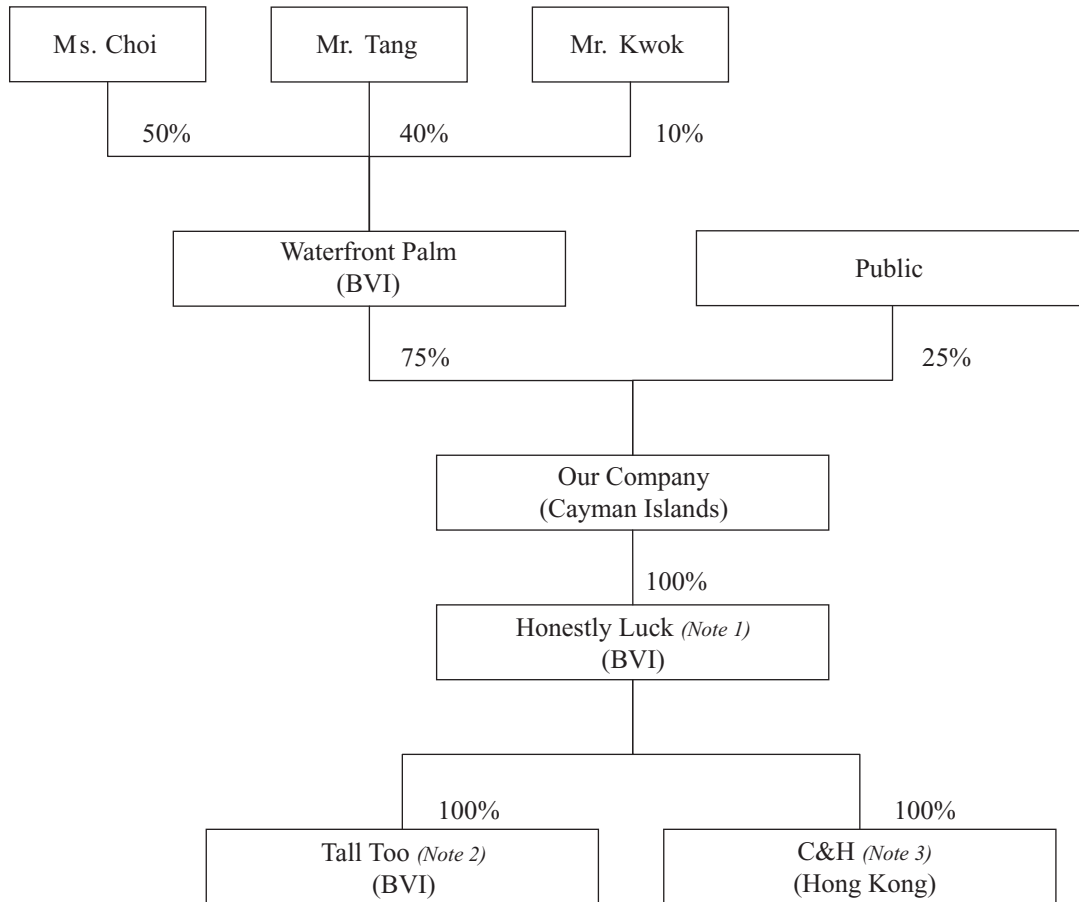 Ms. Choi
Mr. Tang
Mr. Kwok
50%
40%
10%
Waterfront Palm
(BVI)
Public
75%
25%
Our Company
(Cayman Islands)
100%
Honestly Luck (Note 1)
(BVI)
100%
100%
Tall Too (Note 2)
(BVI)
C&H (Note 3)
(Hong Kong)